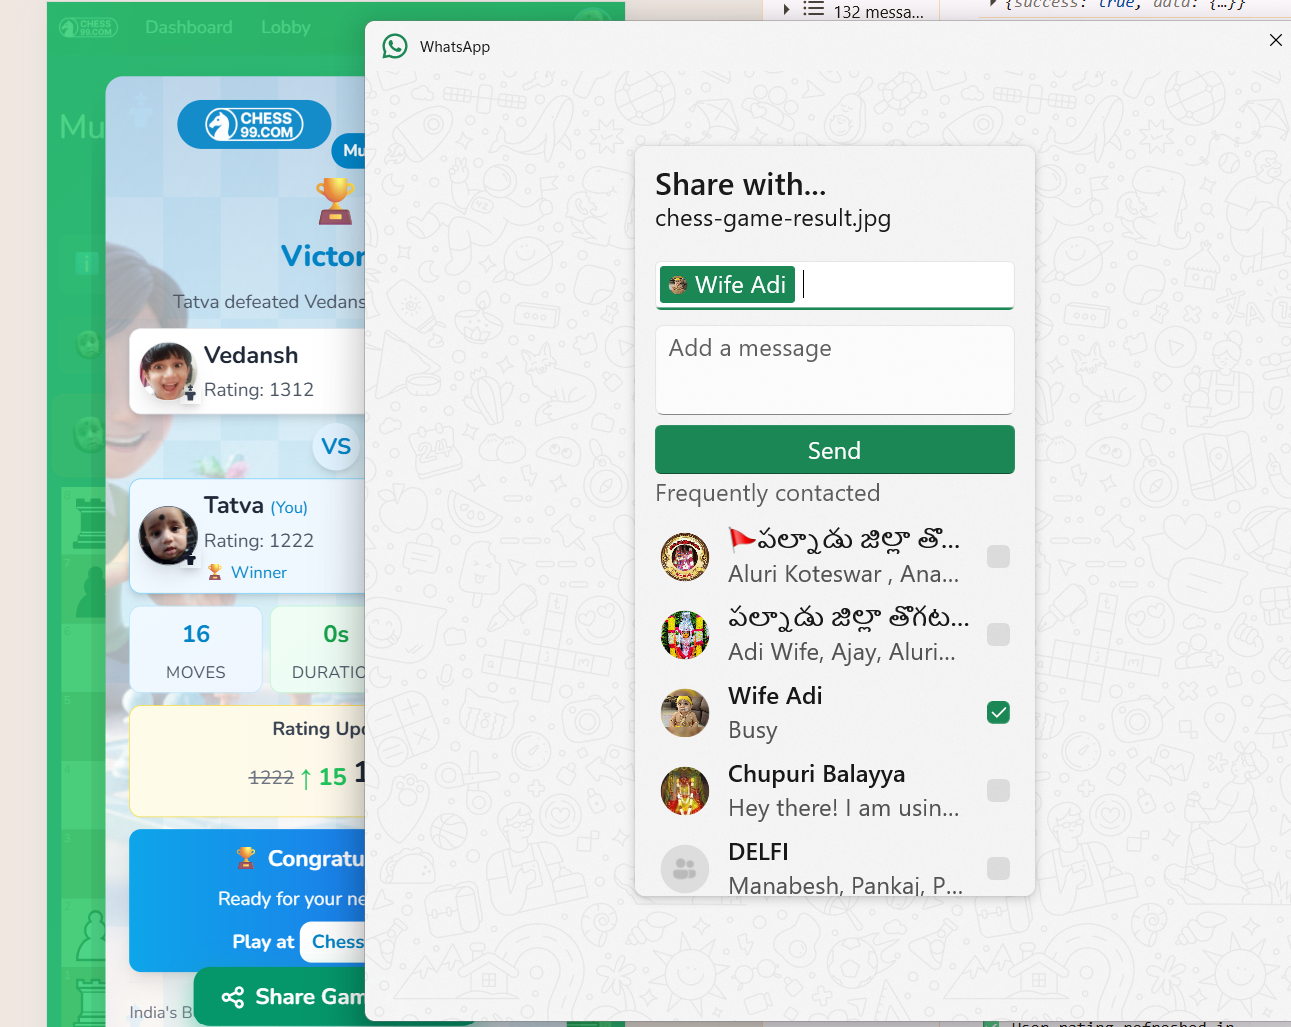 CHESS
99.COM
Dashboard
Lobby
132 messa...
{success: true, data: {…}}
WhatsApp
Mu
CHESS
99.COM
Mu
Victor
Tatva defeated Vedans
Vedansh
Rating: 1312
VS
Tatva (You)
Rating: 1222
Winner
16
MOVES
0s
DURATIO
Rating Upd
1222 ↑ 15 1
Congratu
Ready for your ne
Play at Chess
India's B
Share Gam
Share with...
chess-game-result.jpg
Wife Adi
Add a message
Send
Frequently contacted
🚩పల్నాడు జిల్లా తొ...
Aluri Koteswar , Ana...
పల్నాడు జిల్లా తొగట...
Adi Wife, Ajay, Aluri...
Wife Adi
Busy
Chupuri Balayya
Hey there! I am usin...
DELFI
Manabesh, Pankaj, P...
User rating refreshed in